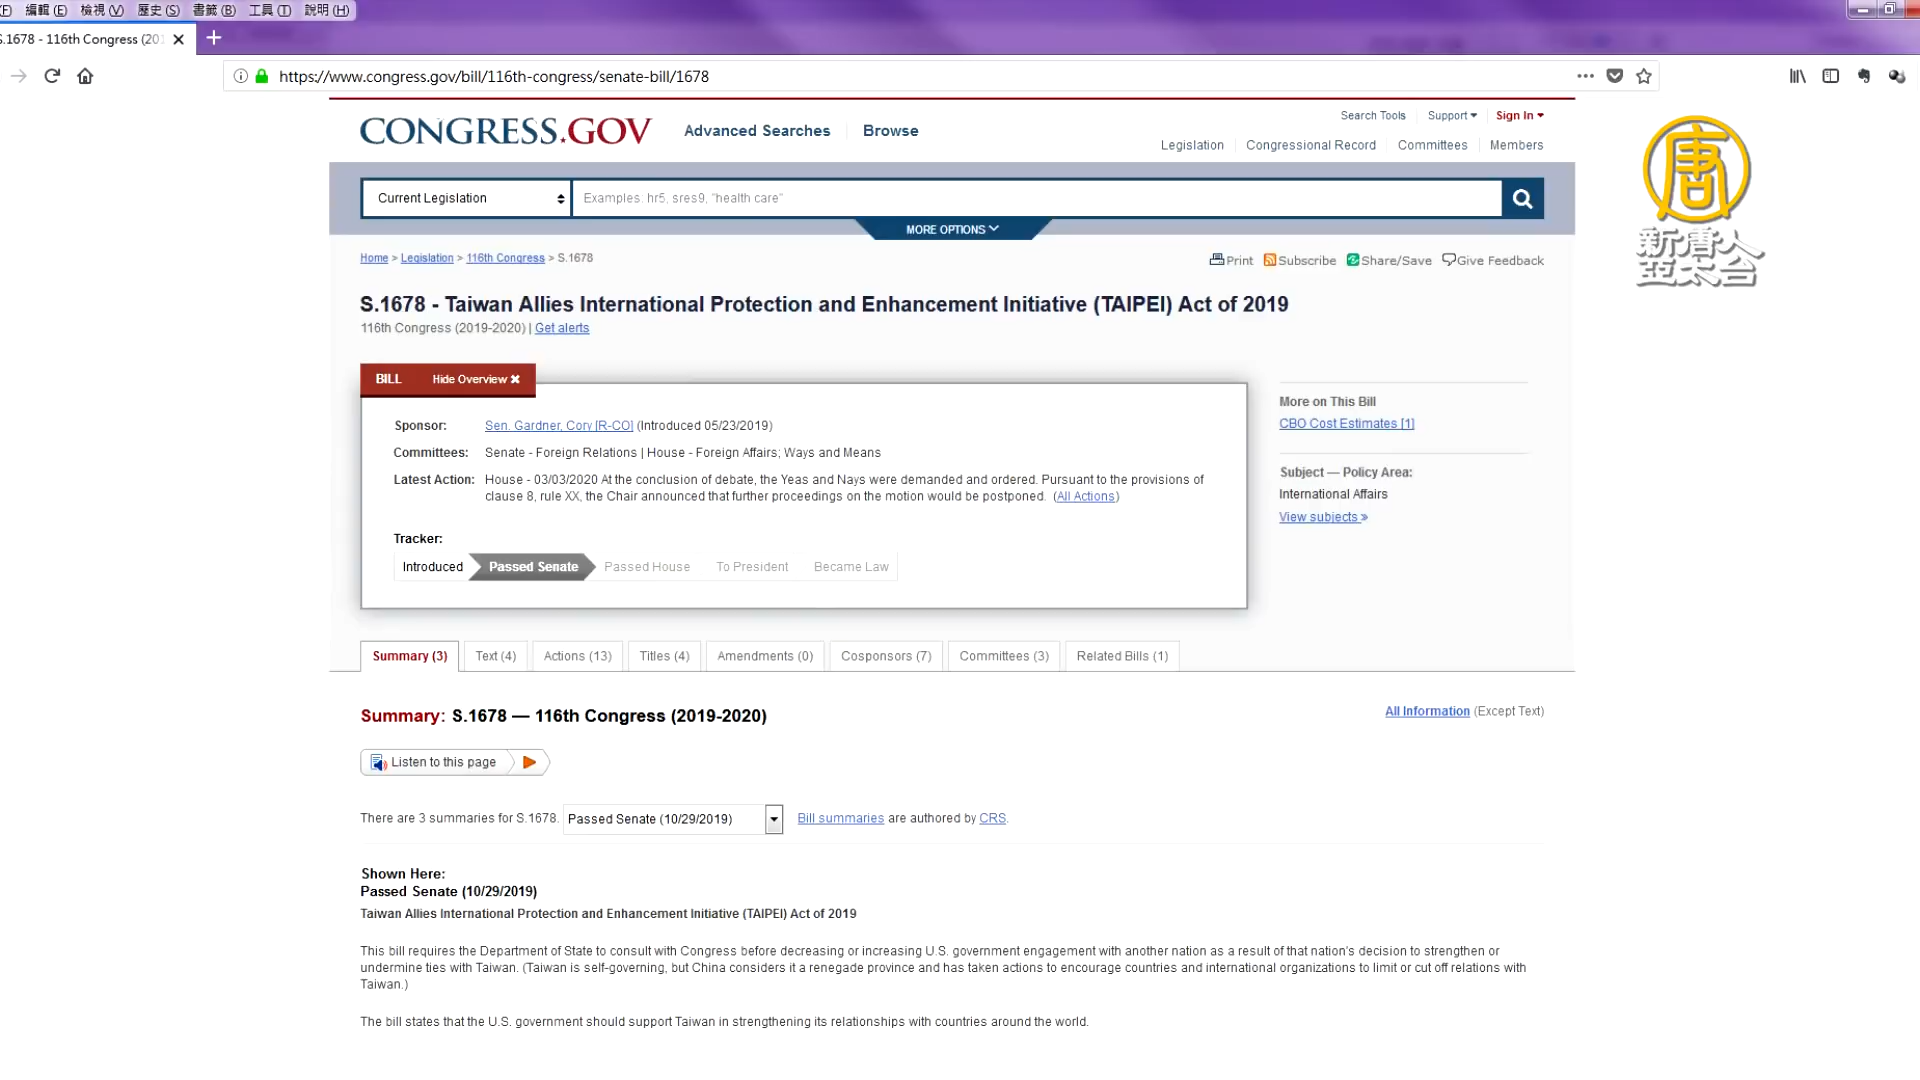 (F) 編輯(E) 檢視(V) 歷史(S) 書籤(B) 工具(T) 說明(H)
S.1678 - 116th Congress (201
https://www.congress.gov/bill/116th-congress/senate-bill/1678
CONGRESS.GOV Advanced Searches Browse
Search Tools Support Sign In
Legislation Congressional Record Committees Members
唐
新唐人
亞太台
Current Legislation Examples: hr5, sres9, "health care"
MORE OPTIONS
Home > Legislation > 116th Congress > S.1678
Print Subscribe Share/Save Give Feedback
S.1678 - Taiwan Allies International Protection and Enhancement Initiative (TAIPEI) Act of 2019
116th Congress (2019-2020) | Get alerts
BILL Hide Overview
Sponsor: Sen. Gardner, Cory [R-CO] (Introduced 05/23/2019)
Committees: Senate - Foreign Relations | House - Foreign Affairs; Ways and Means
Latest Action: House - 03/03/2020 At the conclusion of debate, the Yeas and Nays were demanded and ordered. Pursuant to the provisions of
clause 8, rule XX, the Chair announced that further proceedings on the motion would be postponed. (All Actions)
Tracker:
Introduced Passed Senate Passed House To President Became Law
More on This Bill
CBO Cost Estimates [1]
Subject — Policy Area:
International Affairs
View subjects »
Summary (3) Text (4) Actions (13) Titles (4) Amendments (0) Cosponsors (7) Committees (3) Related Bills (1)
Summary: S.1678 — 116th Congress (2019-2020)
All Information (Except Text)
Listen to this page
There are 3 summaries for S.1678. Passed Senate (10/29/2019) Bill summaries are authored by CRS.
Shown Here:
Passed Senate (10/29/2019)
Taiwan Allies International Protection and Enhancement Initiative (TAIPEI) Act of 2019
This bill requires the Department of State to consult with Congress before decreasing or increasing U.S. government engagement with another nation as a result of that nation's decision to strengthen or
undermine ties with Taiwan. (Taiwan is self-governing, but China considers it a renegade province and has taken actions to encourage countries and international organizations to limit or cut off relations with
Taiwan.)
The bill states that the U.S. government should support Taiwan in strengthening its relationships with countries around the world.